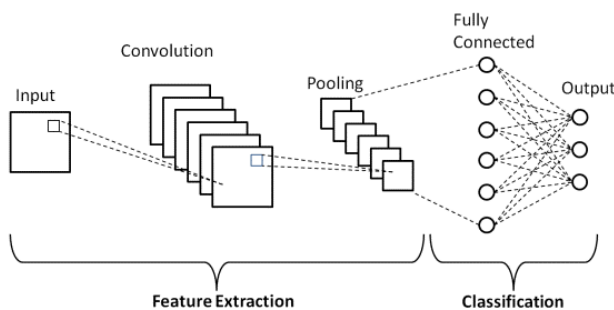 Input
Convolution
Pooling
Fully
Connected
Output
Feature Extraction
Classification